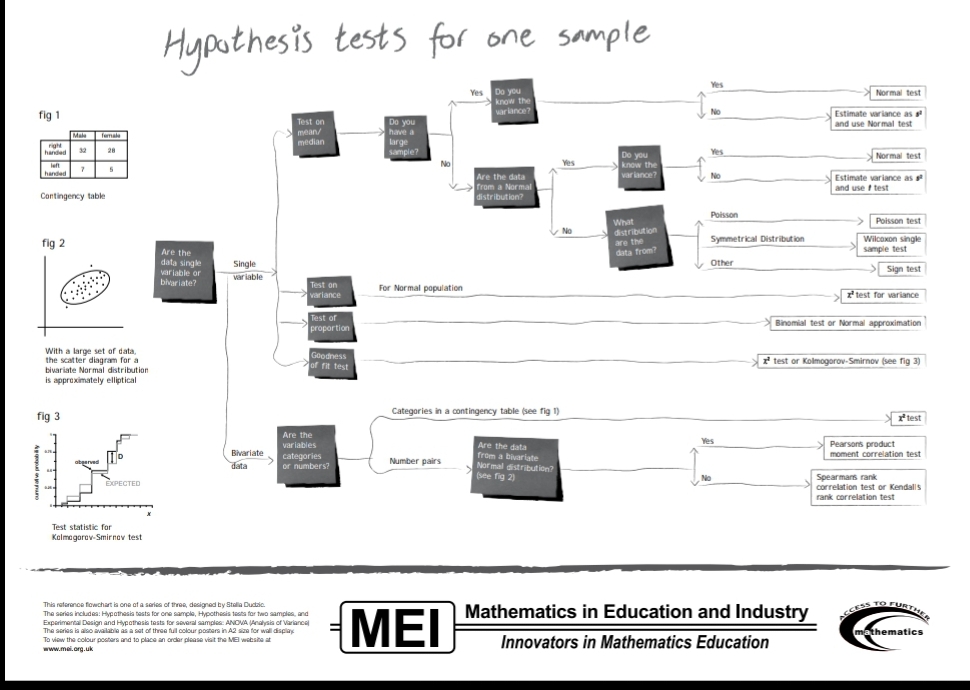 Hypothesis tests for one sample
fig 1
Male female
right
handed
32 28
left
handed
7 5
Contingency table
fig 2
With a large set of data,
the scatter diagram for a
bivariate Normal distribution
is approximately elliptical
fig 3
cumulative probability
1
0.75
0.5
0.25
0
observed
D
EXPECTED
x
Test statistic for
Kolmogorov-Smirnov test
Are the
data single
variable or
bivariate?
Single
variable
Test on
mean/
median
Do you
have a
large
sample?
Yes
Do you
know the
variance?
Yes
Normal test
No
Estimate variance as s²
and use Normal test
No
Are the data
from a Normal
distribution?
Yes
Do you
know the
variance?
Yes
Normal test
No
Estimate variance as s²
and use t test
No
What
distribution
are the
data from?
Poisson
Poisson test
Symmetrical Distribution
Wilcoxon single
sample test
Other
Sign test
Test on
variance
For Normal population
χ² test for variance
Test of
proportion
Binomial test or Normal approximation
Goodness
of fit test
χ² test or Kolmogorov-Smirnov (see fig 3)
Bivariate
data
Are the
variables
categories
or numbers?
Categories in a contingency table (see fig 1)
χ² test
Number pairs
Are the data
from a bivariate
Normal distribution?
(see fig 2)
Yes
Pearsons product
moment correlation test
No
Spearmans rank
correlation test or Kendalls
rank correlation test
This reference flowchart is one of a series of three, designed by Stella Dudzic.
The series includes: Hypothesis tests for one sample, Hypothesis tests for two samples, and
Experimental Design and Hypothesis tests for several samples: ANOVA (Analysis of Variance)
The series is also available as a set of three full colour posters in A2 size for wall display.
To view the colour posters and to place an order please visit the MEI website at
www.mei.org.uk
MEI
Mathematics in Education and Industry
Innovators in Mathematics Education
ACCESS TO FURTHER
mathematics